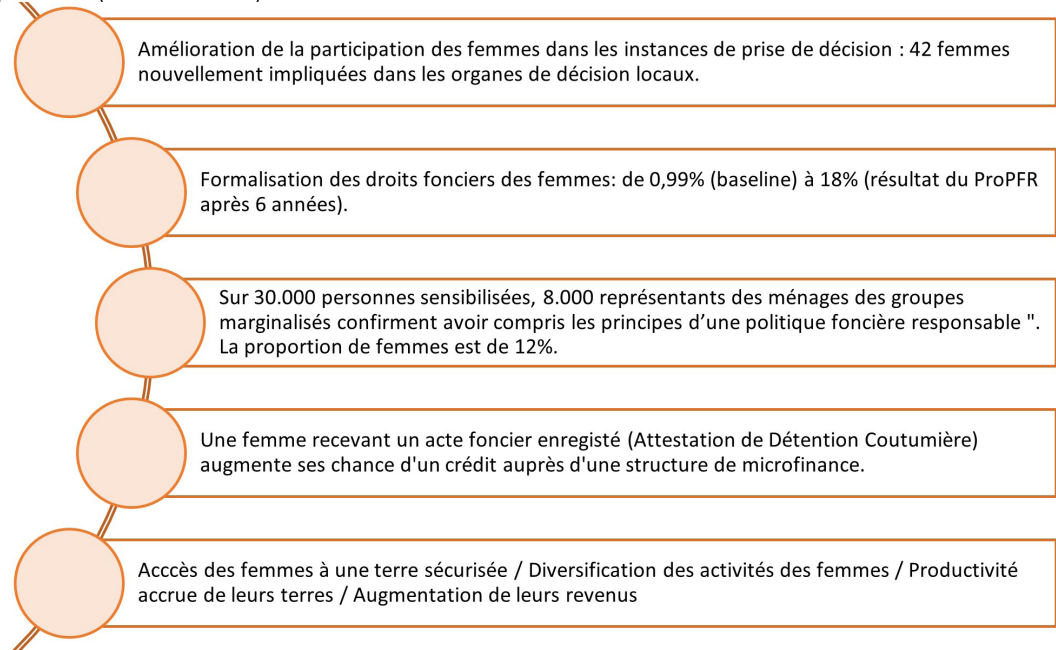 Amélioration de la participation des femmes dans les instances de prise de décision : 42 femmes
nouvellement impliquées dans les organes de décision locaux.
Formalisation des droits fonciers des femmes: de 0,99% (baseline) à 18% (résultat du ProPFR
après 6 années).
Sur 30.000 personnes sensibilisées, 8.000 représentants des ménages des groupes
marginalisés confirment avoir compris les principes d’une politique foncière responsable ".
La proportion de femmes est de 12%.
Une femme recevant un acte foncier enregisté (Attestation de Détention Coutumière)
augmente ses chance d'un crédit auprès d'une structure de microfinance.
Acccès des femmes à une terre sécurisée / Diversification des activités des femmes / Productivité
accrue de leurs terres / Augmentation de leurs revenus